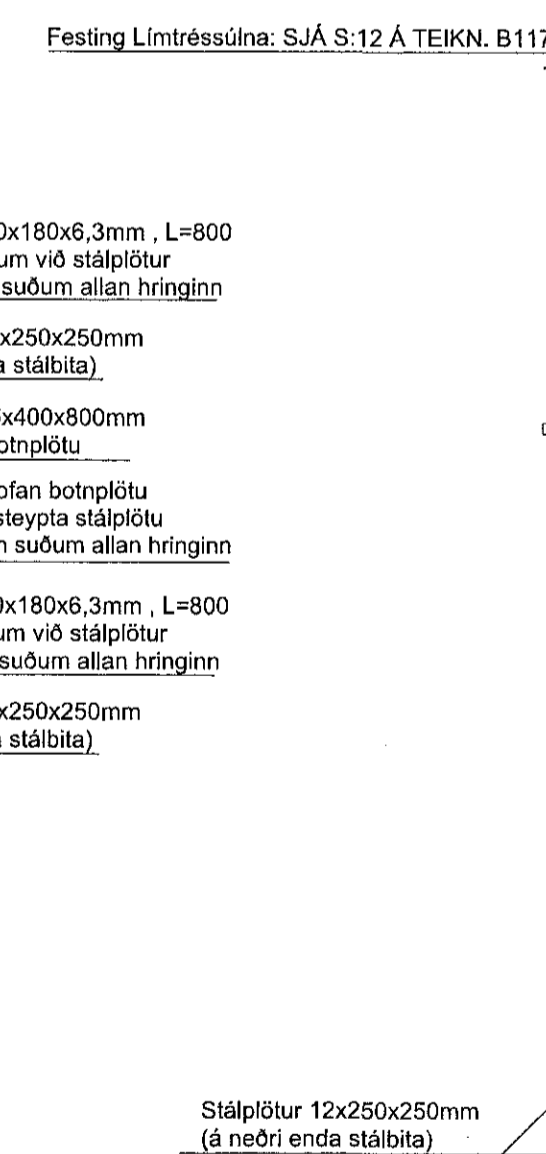 Festing Límtréssúlna: SJÁ S:12 Á TEIKN. B117
0x180x6,3mm , L=800
um við stálplötur
suðum allan hringinn
x250x250mm
a stálbita)
x400x800mm
otnplötu
ofan botnplötu
steypta stálplötu
n suðum allan hringinn
0x180x6,3mm , L=800
um við stálplötur
suðum allan hringinn
x250x250mm
a stálbita)
Stálplötur 12x250x250mm
(á neðri enda stálbita)